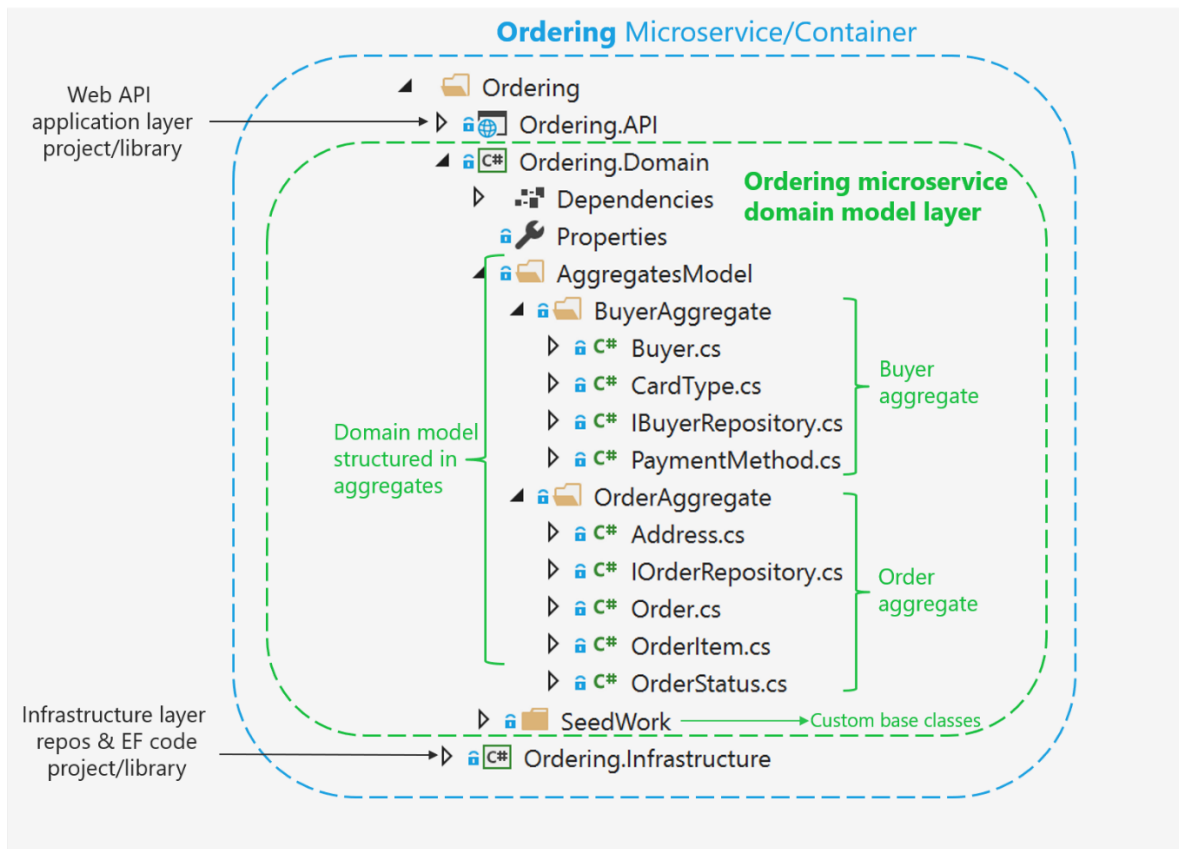 Ordering Microservice/Container
Ordering
Web API
application layer
project/library
Ordering.API
C# Ordering.Domain
Ordering microservice
domain model layer
Dependencies
Properties
AggregatesModel
BuyerAggregate
C# Buyer.cs
C# CardType.cs
C# IBuyerRepository.cs
C# PaymentMethod.cs
Buyer
aggregate
Domain model
structured in
aggregates
OrderAggregate
C# Address.cs
C# IOrderRepository.cs
C# Order.cs
C# OrderItem.cs
C# OrderStatus.cs
Order
aggregate
SeedWork
Custom base classes
Infrastructure layer
repos & EF code
project/library
C# Ordering.Infrastructure